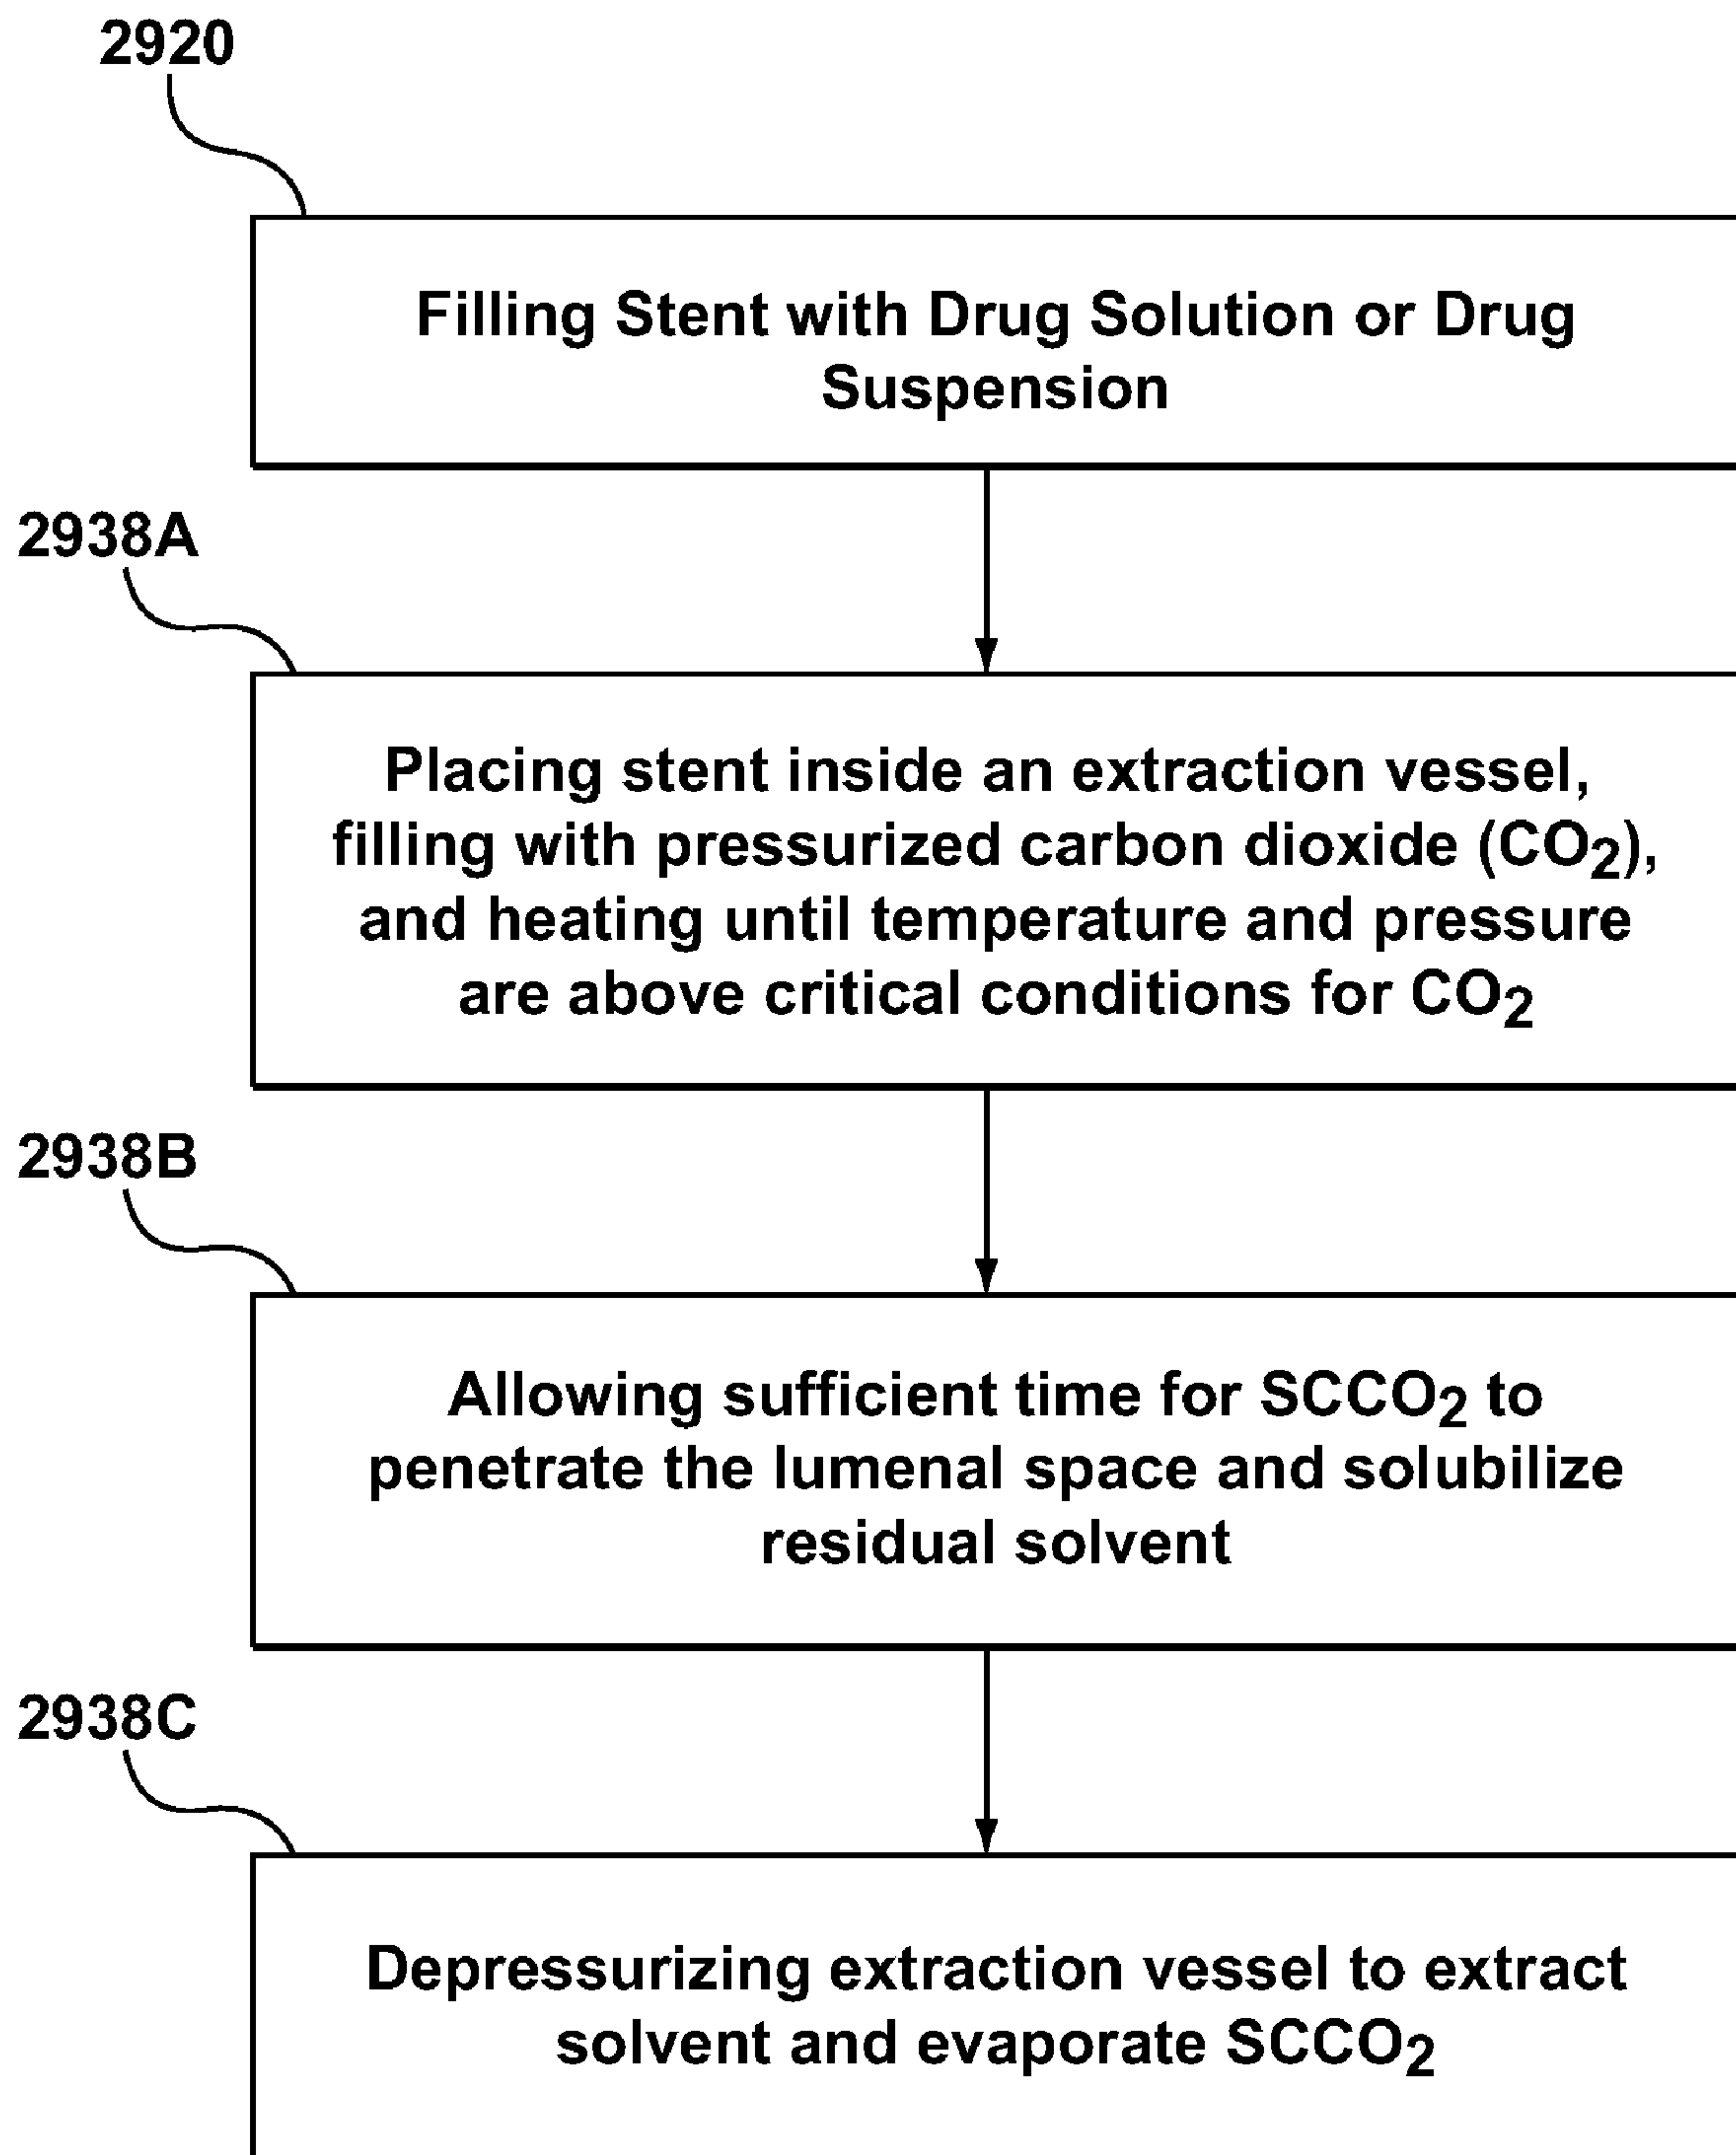 2920
Filling Stent with Drug Solution or Drug
Suspension
2938A
Placing stent inside an extraction vessel,
filling with pressurized carbon dioxide (CO₂),
and heating until temperature and pressure
are above critical conditions for CO₂
2938B
Allowing sufficient time for SCCO₂ to
penetrate the lumenal space and solubilize
residual solvent
2938C
Depressurizing extraction vessel to extract
solvent and evaporate SCCO₂